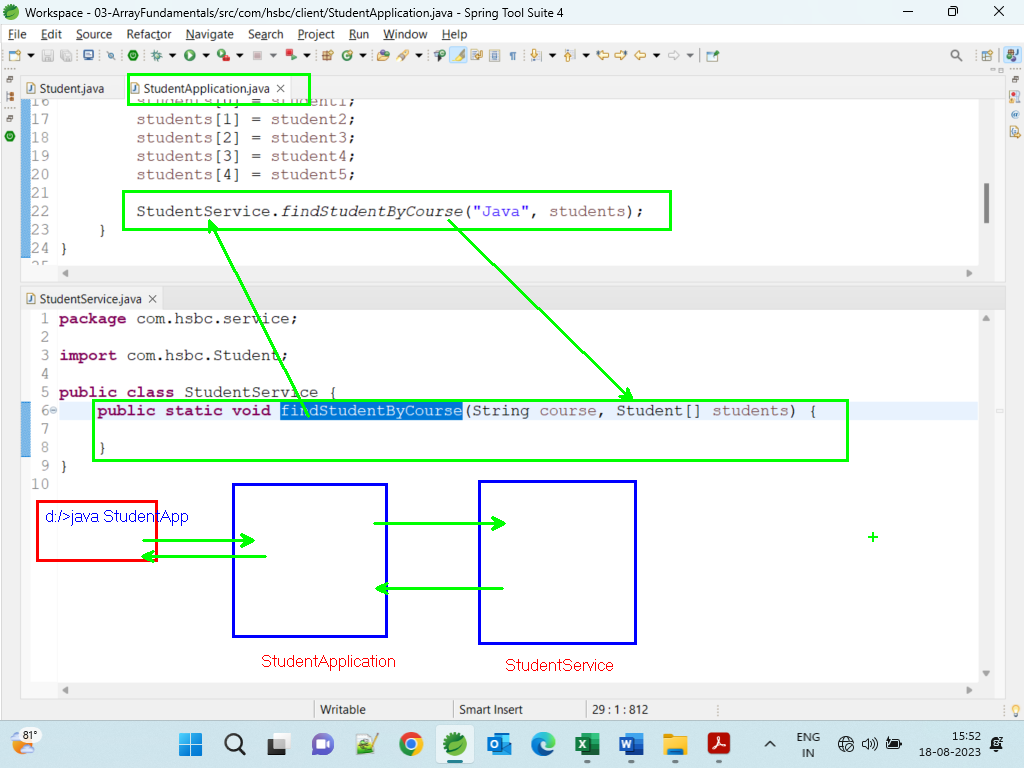 Workspace - 03-ArrayFundamentals/src/com/hsbc/client/StudentApplication.java - Spring Tool Suite 4
File Edit Source Refactor Navigate Search Project Run Window Help
Student.java
StudentApplication.java
16 students[0] = student1;
17 students[1] = student2;
18 students[2] = student3;
19 students[3] = student4;
20 students[4] = student5;
21
22 StudentService.findStudentByCourse("Java", students);
23 }
24 }
25
StudentService.java
1 package com.hsbc.service;
2
3 import com.hsbc.Student;
4
5 public class StudentService {
6 public static void findStudentByCourse(String course, Student[] students) {
7
8 }
9 }
10
d:/>java StudentApp
StudentApplication
StudentService
Writable
Smart Insert
29 : 1 : 812
81°
ENG
IN
15:52
18-08-2023